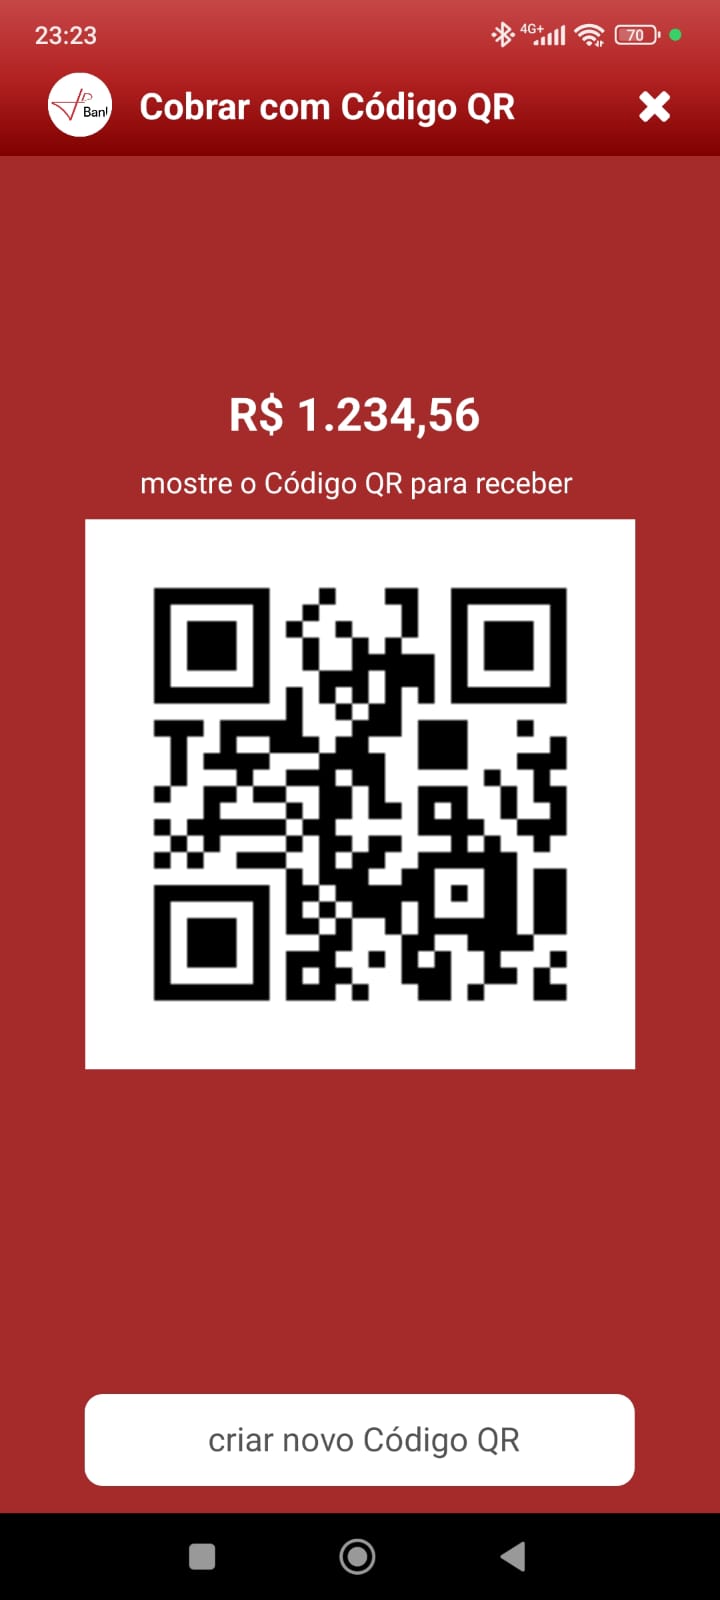 23:23
4G+
70
Bank
Cobrar com Código QR
R$ 1.234,56
mostre o Código QR para receber
criar novo Código QR